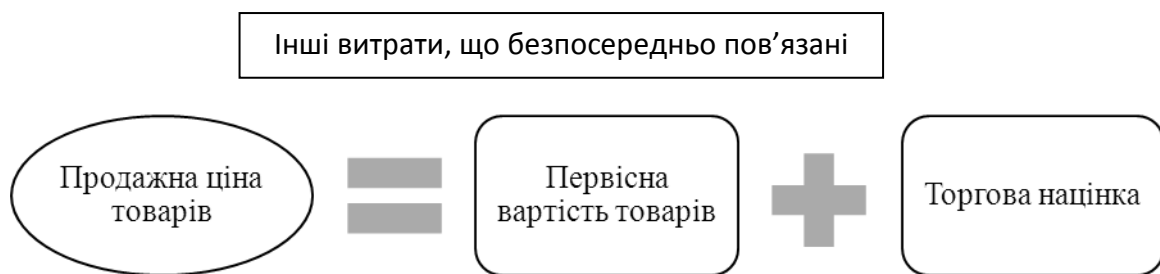 Інші витрати, що безпосередньо пов’язані
Продажна ціна
товарів
Первісна
вартість товарів
Торгова націнка